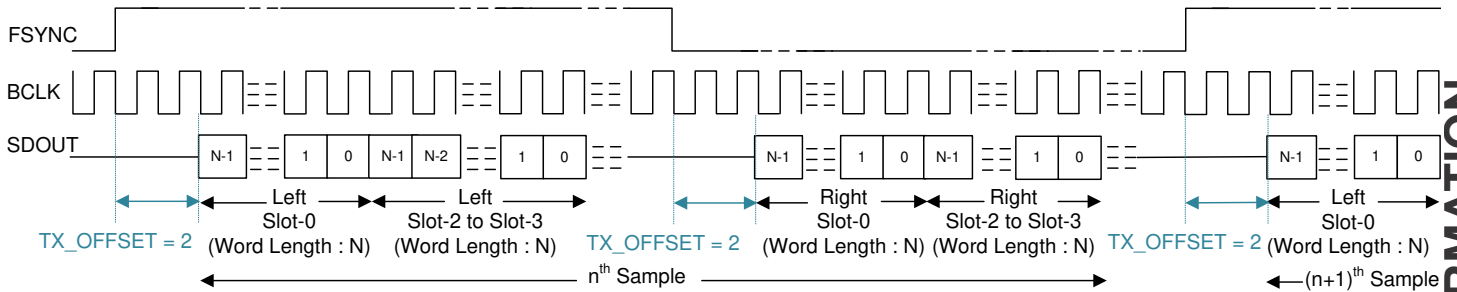 FSYNC
BCLK
SDOUT
N-1 1 0 N-1 N-2 1 0 N-1 1 0 N-1 1 0 N-1 1 0
TX_OFFSET = 2
Left
Slot-0
(Word Length : N)
Left
Slot-2 to Slot-3
(Word Length : N)
TX_OFFSET = 2
Right
Slot-0
(Word Length : N)
Right
Slot-2 to Slot-3
(Word Length : N)
TX_OFFSET = 2
Left
Slot-0
(Word Length : N)
nth Sample
(n+1)th Sample